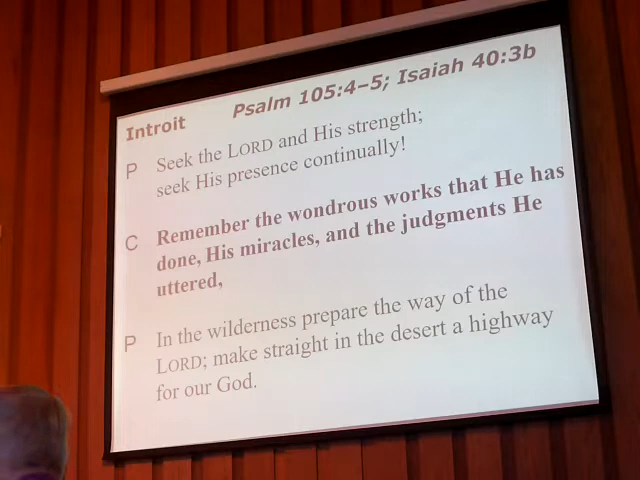 Introit Psalm 105:4–5; Isaiah 40:3b
P Seek the LORD and His strength;
seek His presence continually!
C Remember the wondrous works that He has
done, His miracles, and the judgments He
uttered,
P In the wilderness prepare the way of the
LORD; make straight in the desert a highway
for our God.